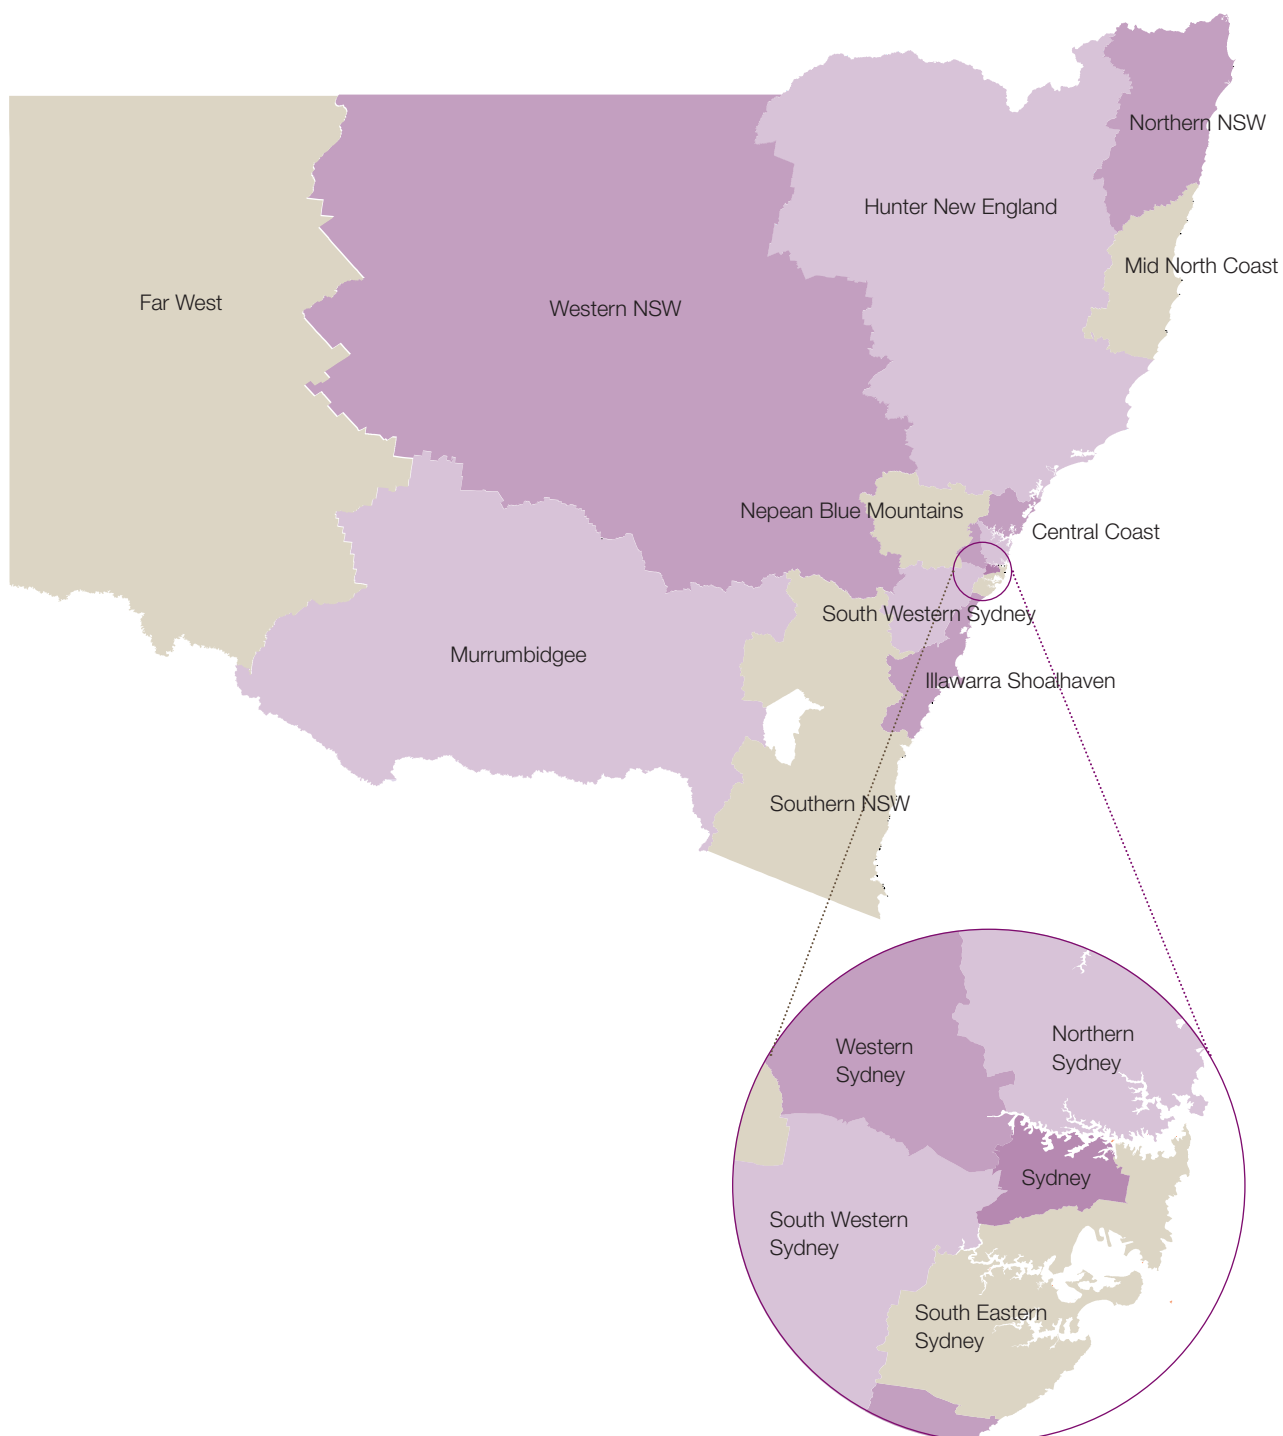 Northern NSW
Hunter New England
Mid North Coast
Far West
Western NSW
Nepean Blue Mountains
Central Coast
South Western Sydney
Murrumbidgee
Illawarra Shoalhaven
Southern NSW
Western
Sydney
Northern
Sydney
Sydney
South Western
Sydney
South Eastern
Sydney